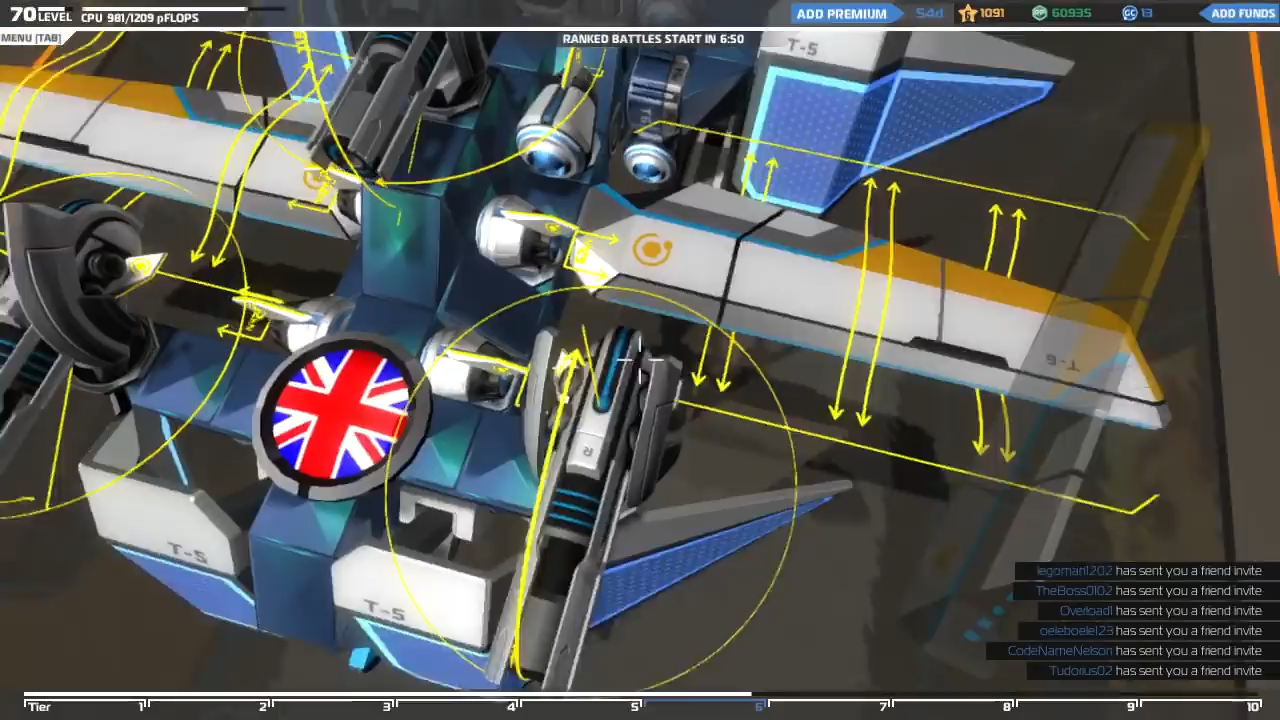 70 LEVEL CPU 981/1209 pFLOPS
ADD PREMIUM 54d 1091 RP 60935 GC 13 ADD FUNDS
MENU [TAB]
RANKED BATTLES START IN 6:50
T-5
T-6
R
T-5
T-5
legoman1202 has sent you a friend invite
TheBoss0102 has sent you a friend invite
Overload1 has sent you a friend invite
oeleboele123 has sent you a friend invite
CodeNameNelson has sent you a friend invite
Tudorius02 has sent you a friend invite
Tier 1 2 3 4 5 6 7 8 9 10